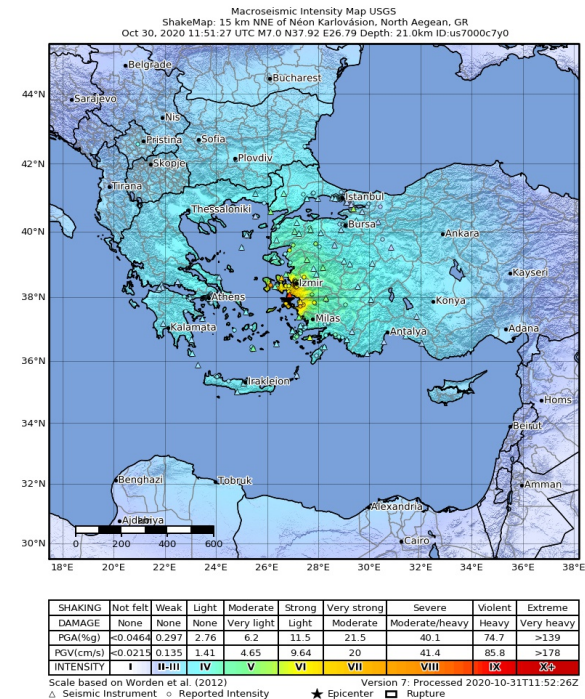 Macroseismic Intensity Map USGS
ShakeMap: 15 km NNE of Néon Karlovásion, North Aegean, GR
Oct 30, 2020 11:51:27 UTC M7.0 N37.92 E26.79 Depth: 21.0km ID:us7000c7y0
Belgrade
Bucharest
44°N
Sarajevo
Nis
Pristina
Sofia
42°N
Skopje
Plovdiv
Tirana
Istanbul
Thessaloniki
40°N
Bursa
Ankara
Kayseri
Izmir
38°N
Athens
Konya
Milas
Kalamata
Antalya
Adana
36°N
Irakleion
Homs
34°N
Beirut
32°N
Benghazi
Tobruk
Amman
Alexandria
Ajdabiya
30°N
Cairo
0 200 400 600
18°E 20°E 22°E 24°E 26°E 28°E 30°E 32°E 34°E 36°E 38°E
SHAKING Not felt Weak Light Moderate Strong Very strong Severe Violent Extreme
DAMAGE None None None Very light Light Moderate Moderate/heavy Heavy Very heavy
PGA(%g) <0.0464 0.297 2.76 6.2 11.5 21.5 40.1 74.7 >139
PGV(cm/s) <0.0215 0.135 1.41 4.65 9.64 20 41.4 85.8 >178
INTENSITY I II-III IV V VI VII VIII IX X+
Scale based on Worden et al. (2012) Version 7: Processed 2020-10-31T11:52:26Z
△ Seismic Instrument ○ Reported Intensity ★ Epicenter □ Rupture